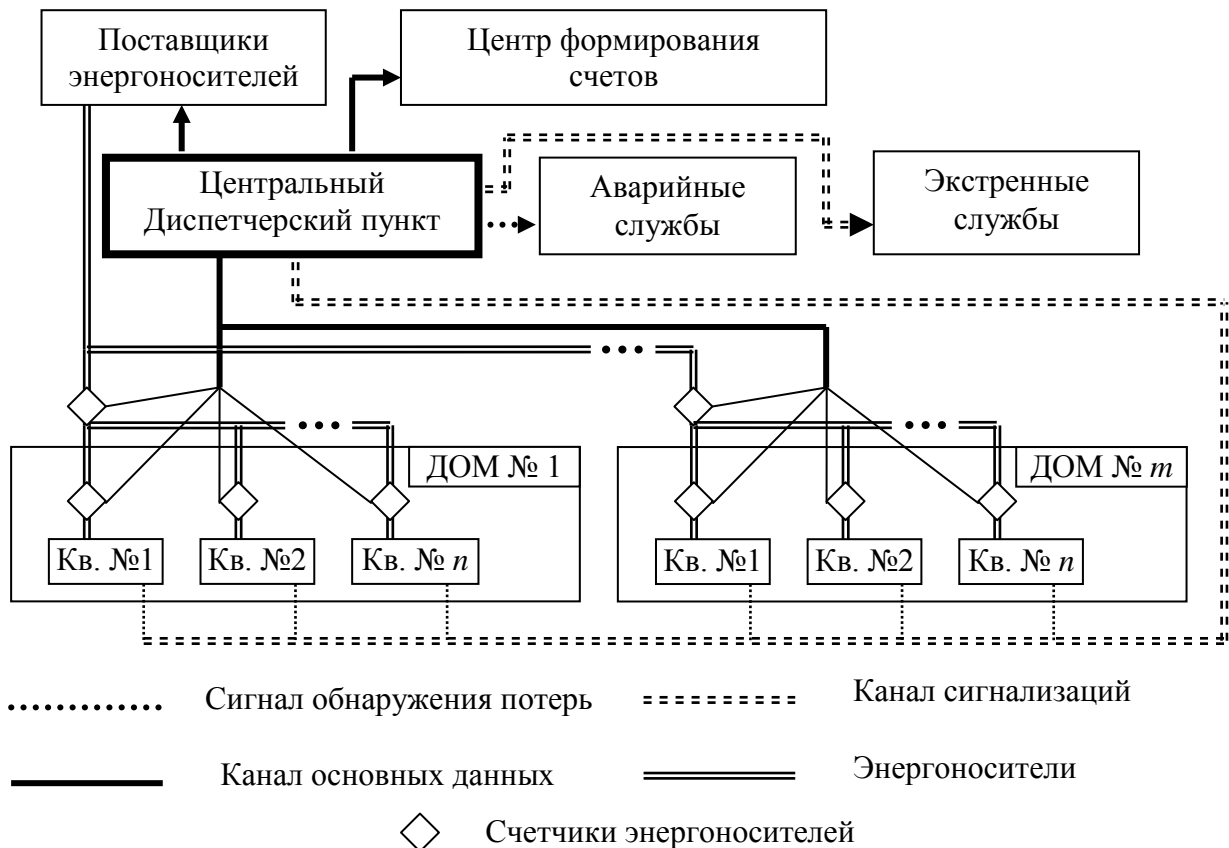 Поставщики
энергоносителей
Центр формирования
счетов
Центральный
Диспетчерский пункт
Аварийные
службы
Экстренные
службы
ДОМ № 1
ДОМ № m
Кв. №1
Кв. №2
Кв. № n
Кв. №1
Кв. №2
Кв. № n
Сигнал обнаружения потерь
Канал сигнализаций
Канал основных данных
Энергоносители
Счетчики энергоносителей